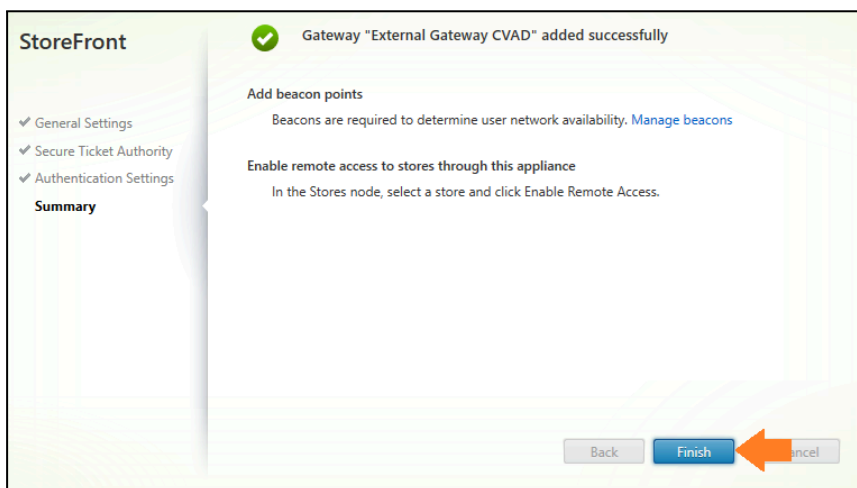 StoreFront
General Settings
Secure Ticket Authority
Authentication Settings
Summary
Gateway "External Gateway CVAD" added successfully
Add beacon points
Beacons are required to determine user network availability. Manage beacons
Enable remote access to stores through this appliance
In the Stores node, select a store and click Enable Remote Access.
Back
Finish